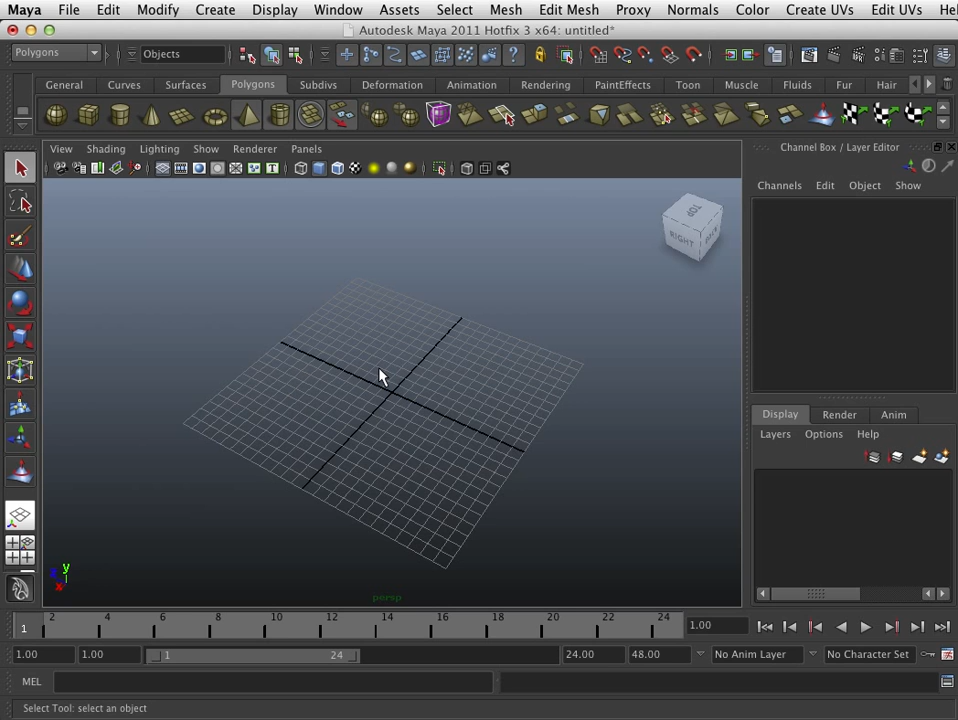 Maya File Edit Modify Create Display Window Assets Select Mesh Edit Mesh Proxy Normals Color Create UVs Edit UVs Hel
Autodesk Maya 2011 Hotfix 3 x64: untitled*
Polygons Objects
General Curves Surfaces Polygons Subdivs Deformation Animation Rendering PaintEffects Toon Muscle Fluids Fur Hair
View Shading Lighting Show Renderer Panels
Channel Box / Layer Editor
Channels Edit Object Show
TOP
RIGHT
Display Render Anim
Layers Options Help
y
x
persp
1 2 4 6 8 10 12 14 16 18 20 22 24 1.00
1.00 1.00 1 24 24.00 48.00 No Anim Layer No Character Set
MEL
Select Tool: select an object